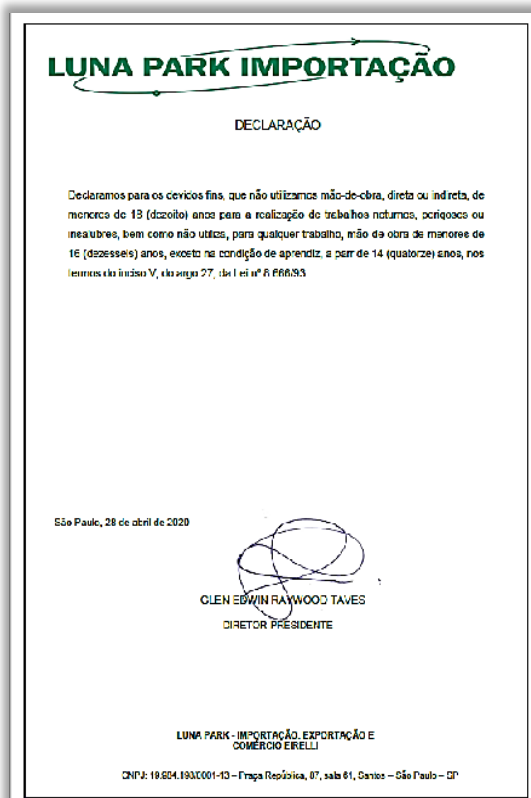 LUNA PARK IMPORTAÇÃO
DECLARAÇÃO
Declaramos para os devidos fins, que não utilizamos mão-de-obra, direta ou indireta, de
menores de 18 (dezoito) anos para a realização de trabalhos noturnos, perigosos ou
insalubres, bem como não utiliza, para qualquer trabalho, mão de obra de menores de
16 (dezesseis) anos, exceto na condição de aprendiz, a parr de 14 (quatorze) anos, nos
termos do inciso V, do argo 27, da Lei nº 8.666/93
São Paulo, 28 de abril de 2020
GLEN EDWIN RAYWOOD TAVES
DIRETOR PRESIDENTE
LUNA PARK - IMPORTAÇÃO, EXPORTAÇÃO E
COMÉRCIO EIRELLI
CNPJ: 19.984.193/0001-13 – Praça República, 87, sala 61, Santos – São Paulo – SP